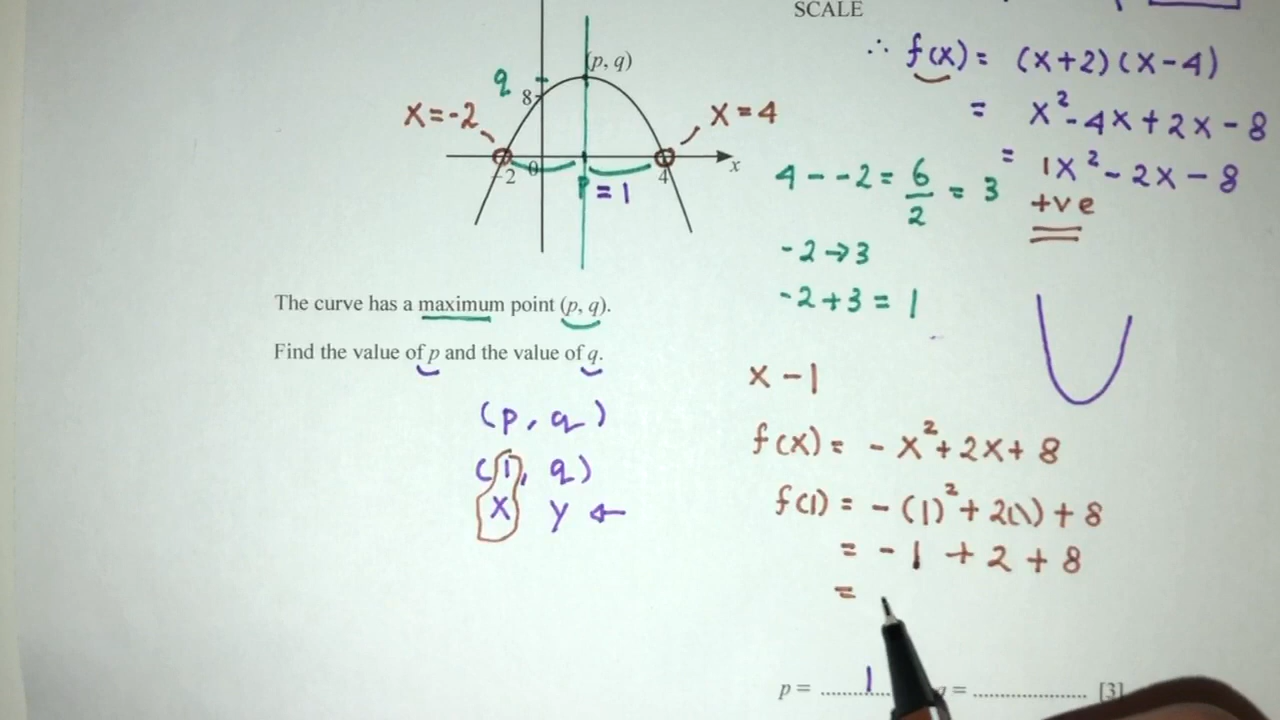 SCALE
(p, q)
q
8
x = -2
x = 4
-2
0
4
x
P = 1
∴ f(x) = (x+2)(x-4)
= x² - 4x + 2x - 8
= 1x² - 2x - 8
+ve
4 - -2 = 6/2 = 3
-2 → 3
-2 + 3 = 1
The curve has a maximum point (p, q).
Find the value of p and the value of q.
(p, q)
(1, q)
x y ←
x - 1
f(x) = - x² + 2x + 8
f(1) = - (1)² + 2(1) + 8
= - 1 + 2 + 8
=
p = .......... 1 ... q = .................... [3]